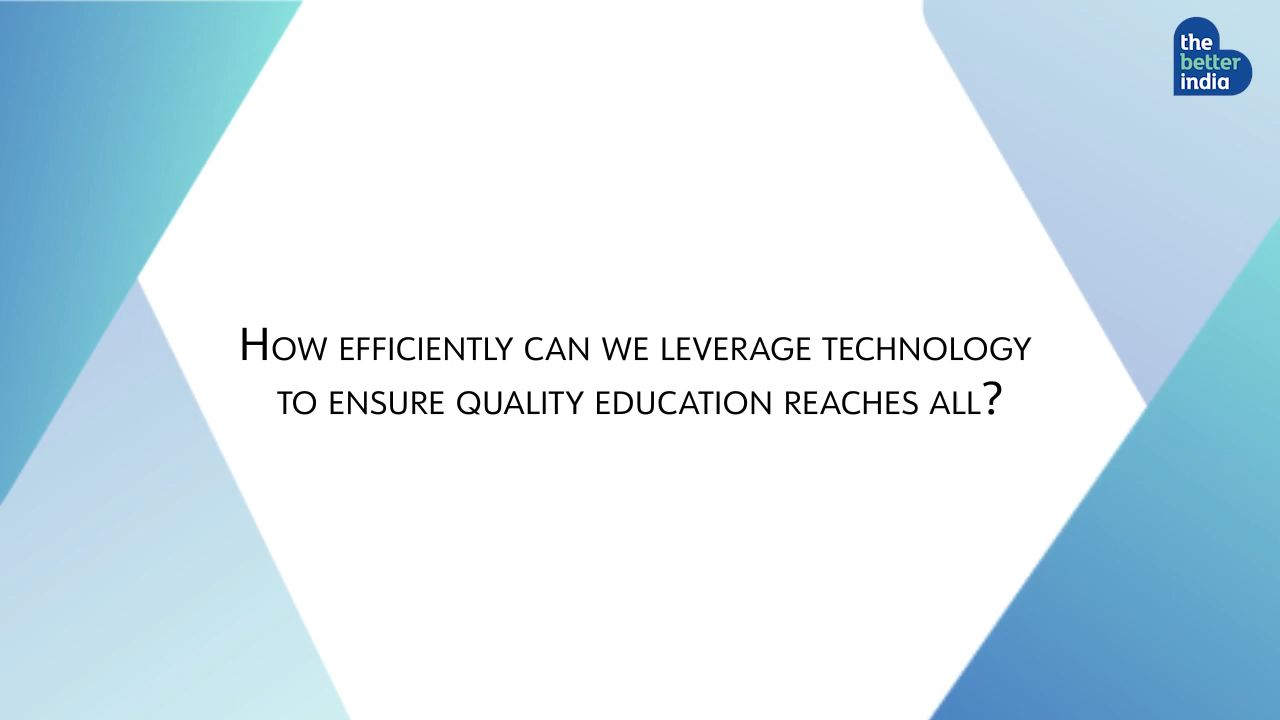 the
better
india
How efficiently can we leverage technology
to ensure quality education reaches all?